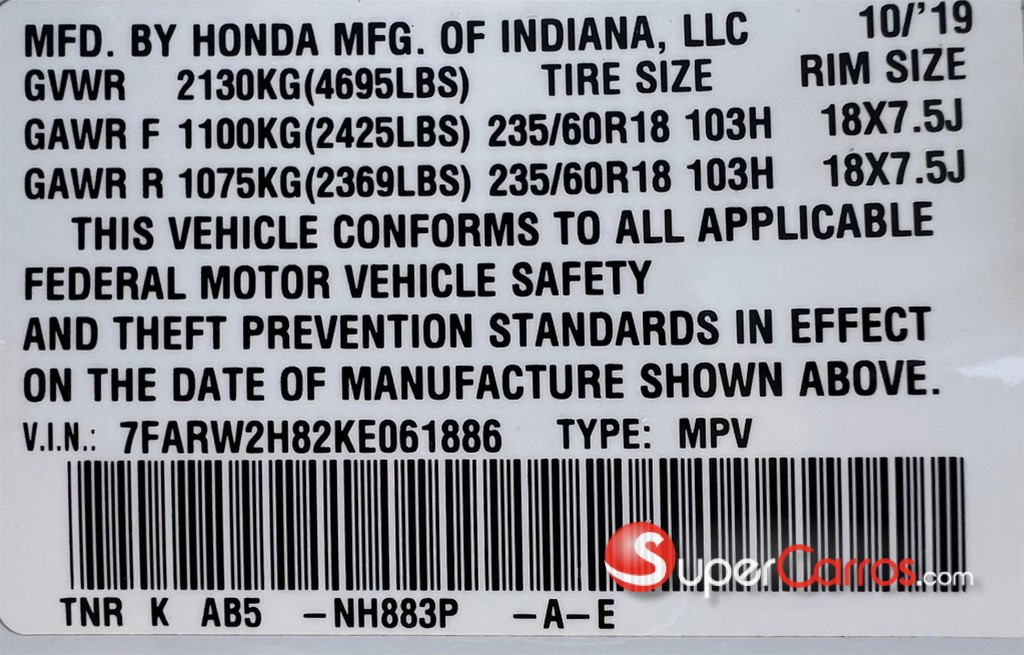 MFD. BY HONDA MFG. OF INDIANA, LLC 10/'19
GVWR 2130KG(4695LBS) TIRE SIZE RIM SIZE
GAWR F 1100KG(2425LBS) 235/60R18 103H 18X7.5J
GAWR R 1075KG(2369LBS) 235/60R18 103H 18X7.5J
THIS VEHICLE CONFORMS TO ALL APPLICABLE
FEDERAL MOTOR VEHICLE SAFETY
AND THEFT PREVENTION STANDARDS IN EFFECT
ON THE DATE OF MANUFACTURE SHOWN ABOVE.
V.I.N.: 7FARW2H82KE061886 TYPE: MPV
SuperCarros.com
TNR K AB5 -NH883P -A-E